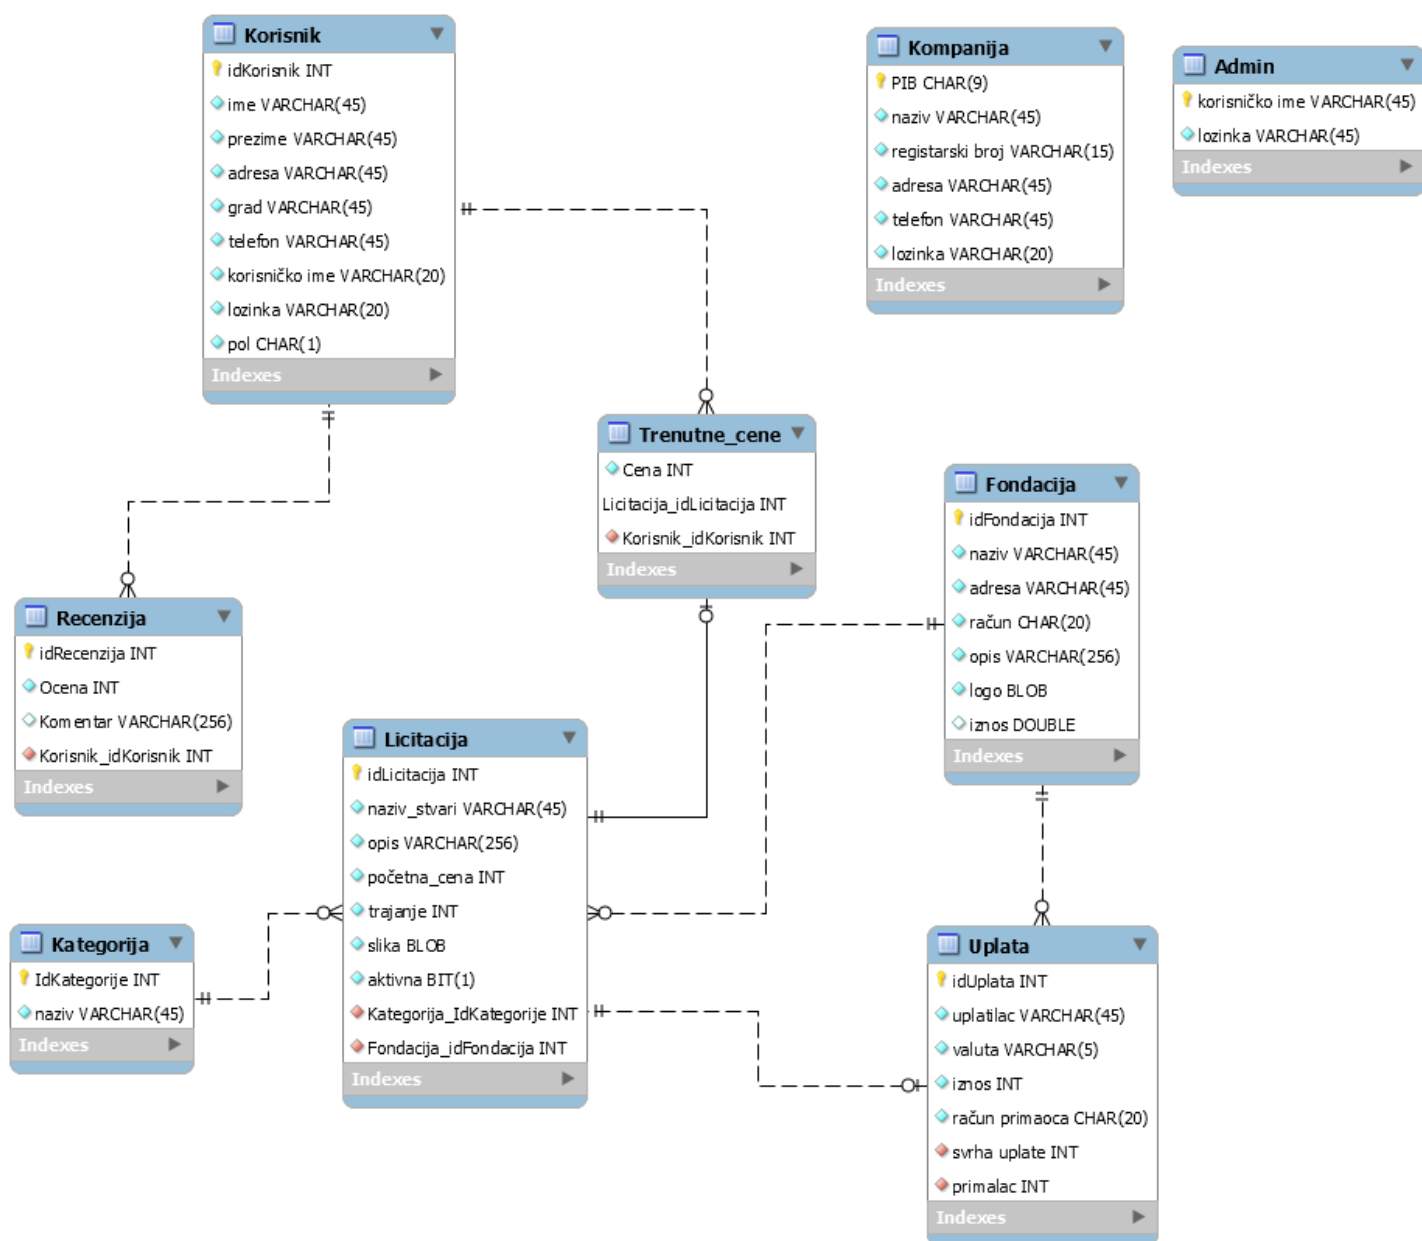 Korisnik
idKorisnik INT
ime VARCHAR(45)
prezime VARCHAR(45)
adresa VARCHAR(45)
grad VARCHAR(45)
telefon VARCHAR(45)
korisničko ime VARCHAR(20)
lozinka VARCHAR(20)
pol CHAR(1)
Indexes
Kompanija
PIB CHAR(9)
naziv VARCHAR(45)
registarski broj VARCHAR(15)
adresa VARCHAR(45)
telefon VARCHAR(45)
lozinka VARCHAR(20)
Indexes
Admin
korisničko ime VARCHAR(45)
lozinka VARCHAR(45)
Indexes
Trenutne_cene
Cena INT
Licitacija_idLicitacija INT
Korisnik_idKorisnik INT
Indexes
Fondacija
idFondacija INT
naziv VARCHAR(45)
adresa VARCHAR(45)
račun CHAR(20)
opis VARCHAR(256)
logo BLOB
iznos DOUBLE
Indexes
Recenzija
idRecenzija INT
Ocena INT
Komentar VARCHAR(256)
Korisnik_idKorisnik INT
Indexes
Licitacija
idLicitacija INT
naziv_stvari VARCHAR(45)
opis VARCHAR(256)
početna_cena INT
trajanje INT
slika BLOB
aktivna BIT(1)
Kategorija_IdKategorije INT
Fondacija_idFondacija INT
Indexes
Kategorija
IdKategorije INT
naziv VARCHAR(45)
Indexes
Uplata
idUplata INT
uplatilac VARCHAR(45)
valuta VARCHAR(5)
iznos INT
račun primaoca CHAR(20)
svrha uplate INT
primalac INT
Indexes